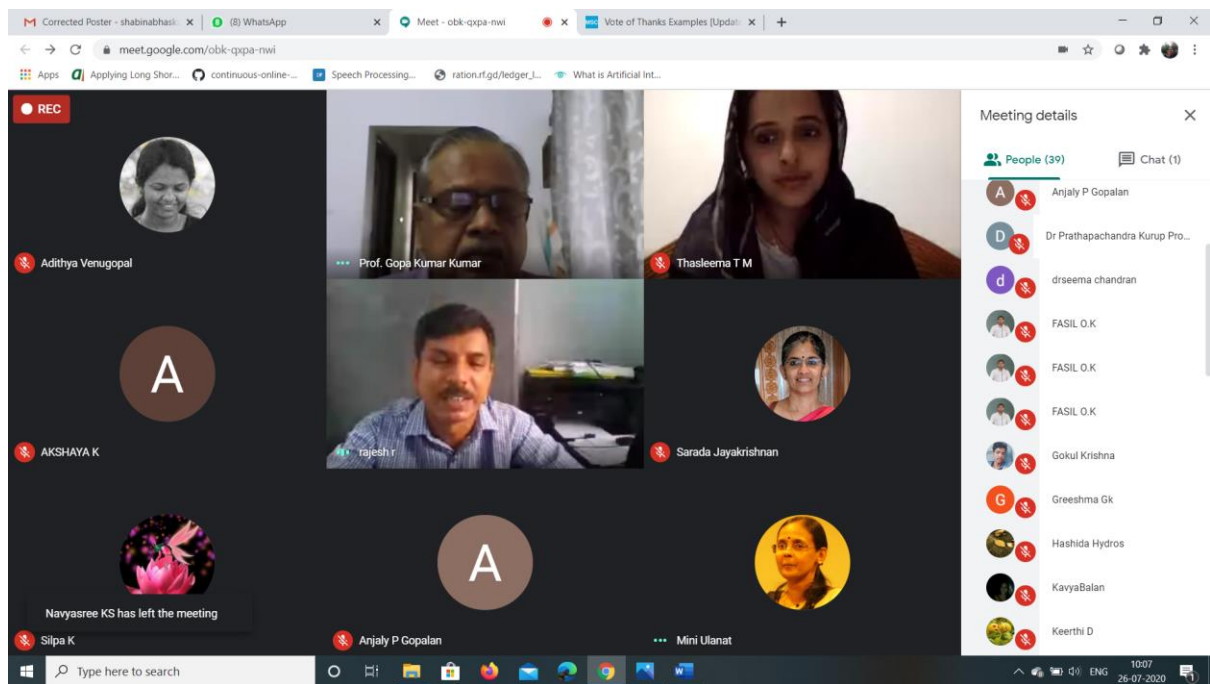 Corrected Poster - shabinabhask
(8) WhatsApp
Meet - obk-qxpa-nwi
Vote of Thanks Examples [Updat
meet.google.com/obk-qxpa-nwi
Apps
Applying Long Shor...
continuous-online-...
Speech Processing...
ration.rf.gd/ledger_l...
What is Artificial Int...
REC
Adithya Venugopal
Prof. Gopa Kumar Kumar
Thasleema T M
A
AKSHAYA K
rajesh r
Sarada Jayakrishnan
Navyasree KS has left the meeting
Silpa K
A
Anjaly P Gopalan
Mini Ulanat
Meeting details
People (39)
Chat (1)
A
Anjaly P Gopalan
D
Dr Prathapachandra Kurup Pro...
d
drseema chandran
FASIL O.K
FASIL O.K
FASIL O.K
Gokul Krishna
G
Greeshma Gk
Hashida Hydros
KavyaBalan
Keerthi D
Type here to search
ENG
10:07
26-07-2020